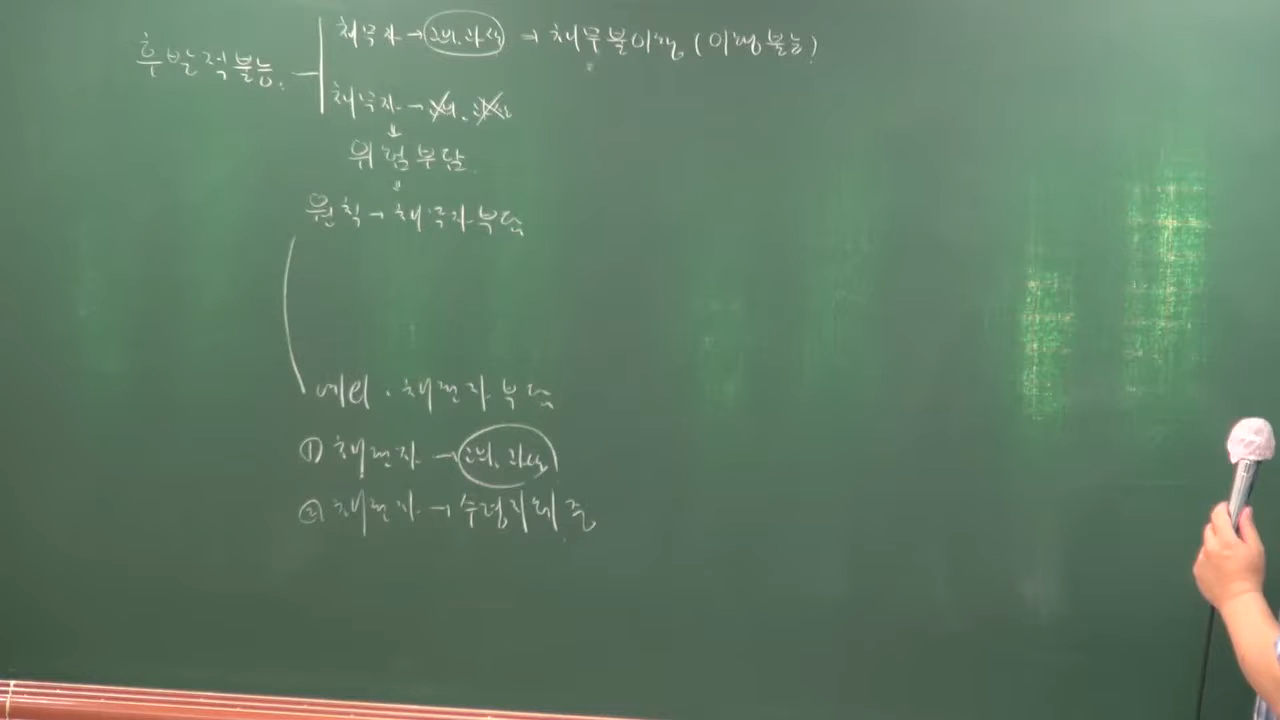 채무자 → 고의. 과실 → 채무불이행 (이행불능)
후발적불능.
채무자 → 고의. 과실
↓
위험부담.
↓
원칙 → 채무자부담
예외. 채권자부담
① 채권자 → 고의. 과실
② 채권자 → 수령지체 중